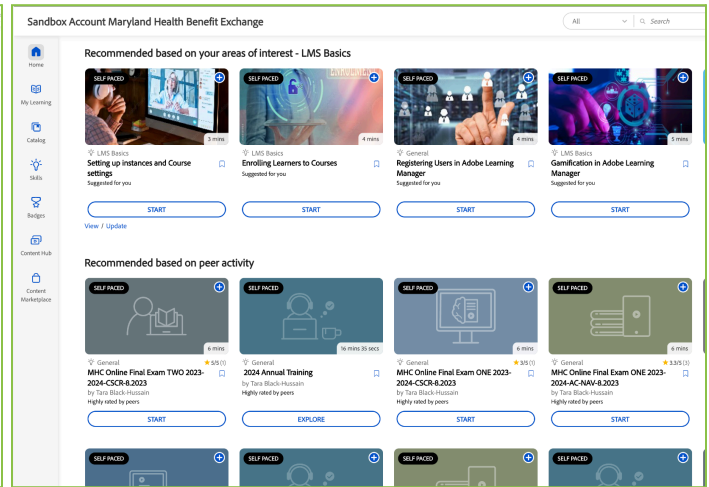 Sandbox Account Maryland Health Benefit Exchange
All
Search
Home
My Learning
Catalog
Skills
Badges
Content Hub
Content
Marketplace
Recommended based on your areas of interest - LMS Basics
SELF PACED
3 mins
LMS Basics
Setting up instances and Course
settings
Suggested for you
START
SELF PACED
4 mins
LMS Basics
Enrolling Learners to Courses
Suggested for you
START
SELF PACED
4 mins
General
Registering Users in Adobe Learning
Manager
Suggested for you
START
SELF PACED
5 mins
LMS Basics
Gamification in Adobe Learning
Manager
Suggested for you
START
View / Update
Recommended based on peer activity
SELF PACED
6 mins
General
5/5 (1)
MHC Online Final Exam TWO 2023-
2024-CSCR-8.2023
by Tara Black-Hussain
Highly rated by peers
START
SELF PACED
16 mins 35 secs
General
2024 Annual Training
by Tara Black-Hussain
Highly rated by peers
EXPLORE
SELF PACED
6 mins
General
3/5 (1)
MHC Online Final Exam ONE 2023-
2024-CSCR-8.2023
by Tara Black-Hussain
Highly rated by peers
START
SELF PACED
6 mins
General
3.3/5 (3)
MHC Online Final Exam ONE 2023-
2024-AC-NAV-8.2023
by Tara Black-Hussain
Highly rated by peers
START
SELF PACED
SELF PACED
SELF PACED
SELF PACED